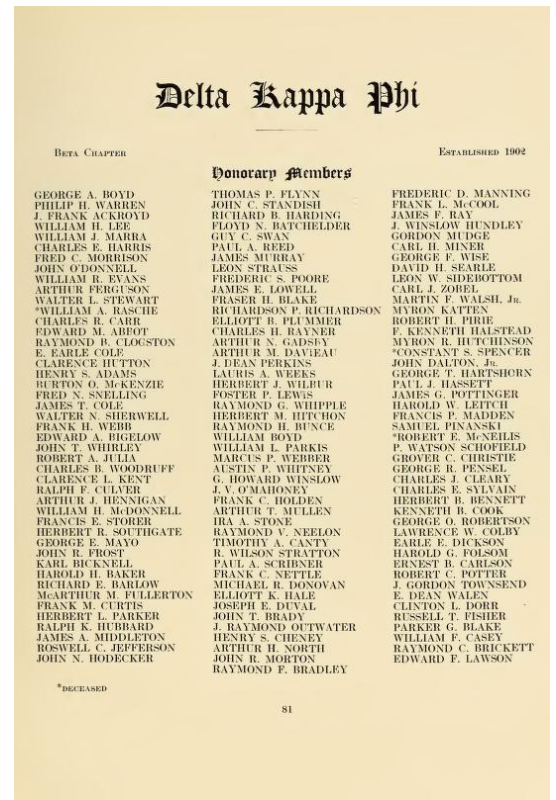 Delta Kappa Phi
BETA CHAPTER
ESTABLISHED 1902
Honorary Members
GEORGE A. BOYD
PHILIP H. WARREN
J. FRANK ACKROYD
WILLIAM H. LEE
WILLIAM J. MARRA
CHARLES E. HARRIS
FRED C. MORRISON
JOHN O'DONNELL
WILLIAM R. EVANS
ARTHUR FERGUSON
WALTER L. STEWART
*WILLIAM A. RASCHE
CHARLES R. CARR
EDWARD M. ABBOT
RAYMOND B. CLOGSTON
E. EARLE COLE
CLARENCE HUTTON
HENRY S. ADAMS
BURTON O. McKENZIE
FRED N. SNELLING
JAMES T. COLE
WALTER N. SHERWELL
FRANK H. WEBB
EDWARD A. BIGELOW
JOHN T. WHIRLEY
ROBERT A. JULIA
CHARLES B. WOODRUFF
CLARENCE L. KENT
RALPH F. CULVER
ARTHUR J. HENNIGAN
WILLIAM H. McDONNELL
FRANCIS E. STORER
HERBERT R. SOUTHGATE
GEORGE E. MAYO
JOHN R. FROST
KARL BICKNELL
HAROLD H. BAKER
RICHARD E. BARLOW
McARTHUR M. FULLERTON
FRANK M. CURTIS
HERBERT L. PARKER
RALPH K. HUBBARD
JAMES A. MIDDLETON
ROSWELL C. JEFFERSON
JOHN N. HODECKER
THOMAS P. FLYNN
JOHN C. STANDISH
RICHARD B. HARDING
FLOYD N. BATCHELDER
GUY C. SWAN
PAUL A. REED
JAMES MURRAY
LEON STRAUSS
FREDERIC S. POORE
JAMES E. LOWELL
FRASER H. BLAKE
RICHARDSON P. RICHARDSON
ELLIOTT B. PLUMMER
CHARLES H. RAYNER
ARTHUR N. GADSBY
ARTHUR M. DAVIEAU
J. DEAN PERKINS
LAURIS A. WEEKS
HERBERT J. WILBUR
FOSTER P. LEWIS
RAYMOND G. WHIPPLE
HERBERT M. HITCHON
RAYMOND H. BUNCE
WILLIAM BOYD
WILLIAM L. PARKIS
MARCUS P. WEBBER
AUSTIN P. WHITNEY
G. HOWARD WINSLOW
J. V. O'MAHONEY
FRANK C. HOLDEN
ARTHUR T. MULLEN
IRA A. STONE
RAYMOND V. NEELON
TIMOTHY A. CANTY
R. WILSON STRATTON
PAUL A. SCRIBNER
FRANK C. NETTLE
MICHAEL R. DONOVAN
ELLIOTT K. HALE
JOSEPH E. DUVAL
JOHN T. BRADY
J. RAYMOND OUTWATER
HENRY S. CHENEY
ARTHUR H. NORTH
JOHN R. MORTON
RAYMOND F. BRADLEY
FREDERIC D. MANNING
FRANK L. McCOOL
JAMES F. RAY
J. WINSLOW HUNDLEY
GORDON MUDGE
CARL H. MINER
GEORGE F. WISE
DAVID H. SEARLE
LEON W. SIDEBOTTOM
CARL J. ZOBEL
MARTIN F. WALSH, JR.
MYRON KATTEN
ROBERT H. PIRIE
F. KENNETH HALSTEAD
MYRON R. HUTCHINSON
*CONSTANT S. SPENCER
JOHN DALTON, JR.
GEORGE T. HARTSHORN
PAUL J. HASSETT
JAMES G. POTTINGER
HAROLD W. LEITCH
FRANCIS P. MADDEN
SAMUEL PINANSKI
*ROBERT E. McNEILIS
P. WATSON SCHOFIELD
GROVER C. CHRISTIE
GEORGE R. PENSEL
CHARLES J. CLEARY
CHARLES E. SYLVAIN
HERBERT B. BENNETT
KENNETH B. COOK
GEORGE O. ROBERTSON
LAWRENCE W. COLBY
EARLE E. DICKSON
HAROLD G. FOLSOM
ERNEST B. CARLSON
ROBERT C. POTTER
J. GORDON TOWNSEND
E. DEAN WALEN
CLINTON L. DORR
RUSSELL T. FISHER
PARKER G. BLAKE
WILLIAM F. CASEY
RAYMOND C. BRICKETT
EDWARD F. LAWSON
*DECEASED
81